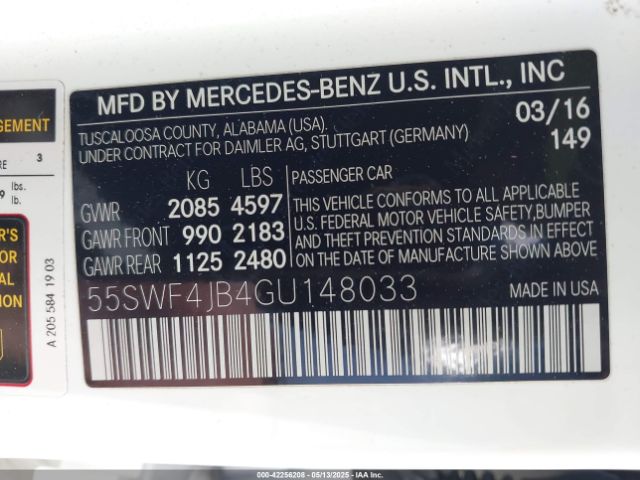 MFD BY MERCEDES-BENZ U.S. INTL., INC
TUSCALOOSA COUNTY, ALABAMA (USA).
UNDER CONTRACT FOR DAIMLER AG, STUTTGART (GERMANY)
03/16
149
KG LBS
GVWR 2085 4597
GAWR FRONT 990 2183
GAWR REAR 1125 2480
PASSENGER CAR
THIS VEHICLE CONFORMS TO ALL APPLICABLE
U.S. FEDERAL MOTOR VEHICLE SAFETY, BUMPER
AND THEFT PREVENTION STANDARDS IN EFFECT
ON THE DATE OF MANUFACTURE SHOWN ABOVE.
55SWF4JB4GU148033
MADE IN USA
3
lbs.
lb.
A 205 584 19 03
000-42256208 - 05/13/2025 - IAA Inc.